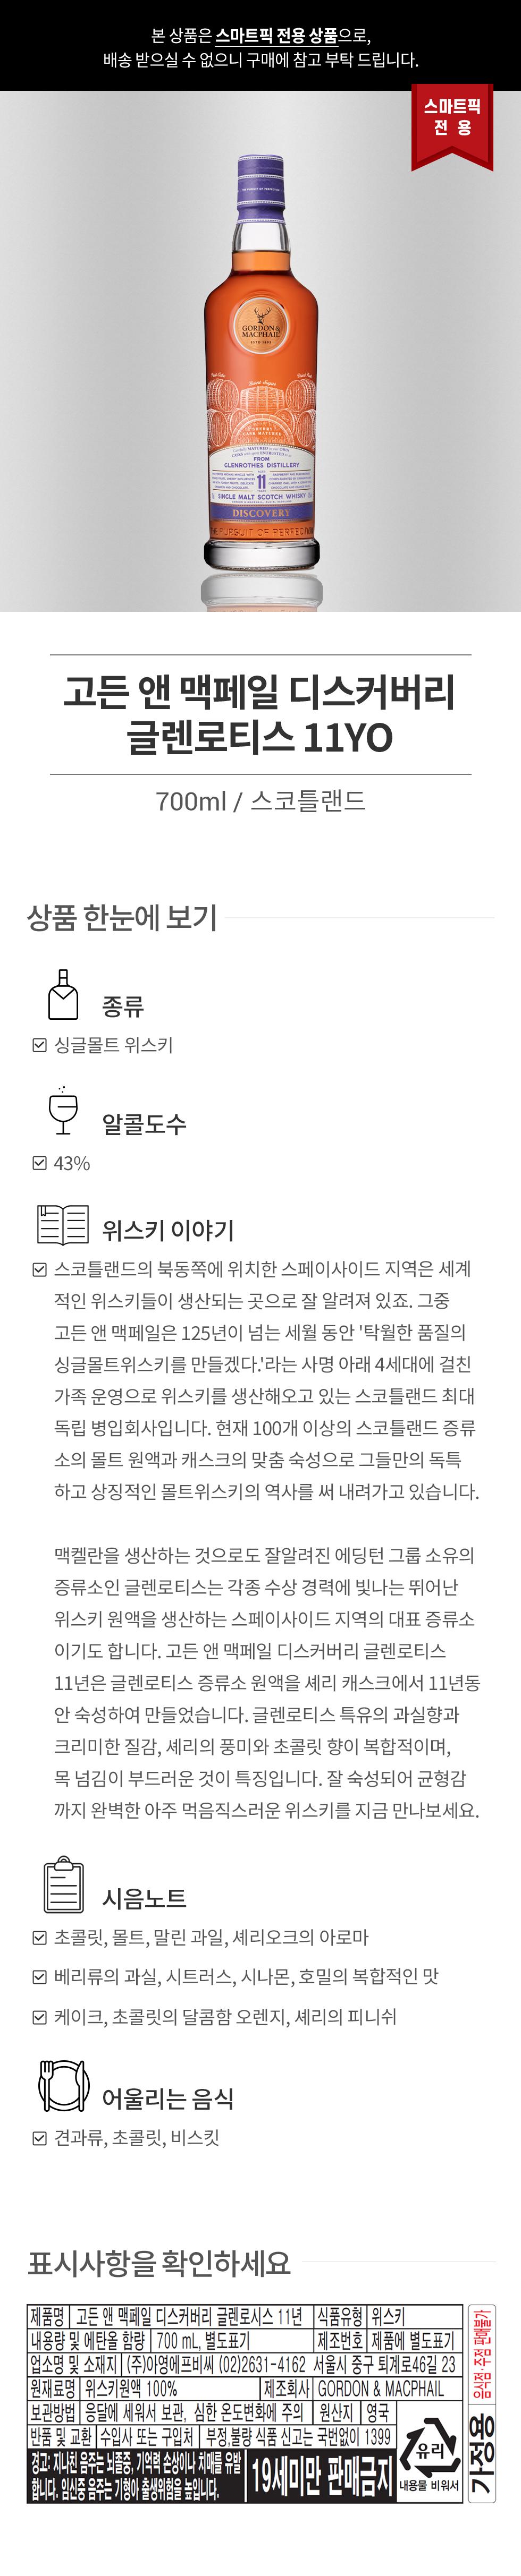 본 상품은 스마트픽 전용 상품으로,
배송 받으실 수 없으니 구매에 참고 부탁 드립니다.
스마트픽
전 용
GORDON &
MACPHAIL
FROM
GLENROTHES DISTILLERY
11
SINGLE MALT SCOTCH WHISKY
DISCOVERY
THE PURSUIT OF PERFECTION
고든 앤 맥페일 디스커버리
글렌로티스 11YO
700ml / 스코틀랜드
상품 한눈에 보기
종류
싱글몰트 위스키
알콜도수
43%
위스키 이야기
스코틀랜드의 북동쪽에 위치한 스페이사이드 지역은 세계
적인 위스키들이 생산되는 곳으로 잘 알려져 있죠. 그중
고든 앤 맥페일은 125년이 넘는 세월 동안 '탁월한 품질의
싱글몰트위스키를 만들겠다.'라는 사명 아래 4세대에 걸친
가족 운영으로 위스키를 생산해오고 있는 스코틀랜드 최대
독립 병입회사입니다. 현재 100개 이상의 스코틀랜드 증류
소의 몰트 원액과 캐스크의 맞춤 숙성으로 그들만의 독특
하고 상징적인 몰트위스키의 역사를 써 내려가고 있습니다.
맥켈란을 생산하는 것으로도 잘알려진 에딩턴 그룹 소유의
증류소인 글렌로티스는 각종 수상 경력에 빛나는 뛰어난
위스키 원액을 생산하는 스페이사이드 지역의 대표 증류소
이기도 합니다. 고든 앤 맥페일 디스커버리 글렌로티스
11년은 글렌로티스 증류소 원액을 셰리 캐스크에서 11년동
안 숙성하여 만들었습니다. 글렌로티스 특유의 과실향과
크리미한 질감, 셰리의 풍미와 초콜릿 향이 복합적이며,
목 넘김이 부드러운 것이 특징입니다. 잘 숙성되어 균형감
까지 완벽한 아주 먹음직스러운 위스키를 지금 만나보세요.
시음노트
초콜릿, 몰트, 말린 과일, 셰리오크의 아로마
베리류의 과실, 시트러스, 시나몬, 호밀의 복합적인 맛
케이크, 초콜릿의 달콤함 오렌지, 셰리의 피니쉬
어울리는 음식
견과류, 초콜릿, 비스킷
표시사항을 확인하세요
제품명 고든 앤 맥페일 디스커버리 글렌로시스 11년 식품유형 위스키
내용량 및 에탄올 함량 700 mL, 별도표기 제조번호 제품에 별도표기
업소명 및 소재지 (주)아영에프비씨 (02)2631-4162 서울시 중구 퇴계로46길 23
원재료명 위스키원액 100% 제조회사 GORDON & MACPHAIL
보관방법 응달에 세워서 보관, 심한 온도변화에 주의 원산지 영국
반품 및 교환 수입사 또는 구입처 부정,불량 식품 신고는 국번없이 1399
경고: 지나친 음주는 뇌졸중, 기억력 손상이나 치매를 유발
합니다. 임신중 음주는 기형아 출생위험을 높입니다.
19세미만 판매금지
유리
내용물 비워서
음식점·주점 판매불가
가정용